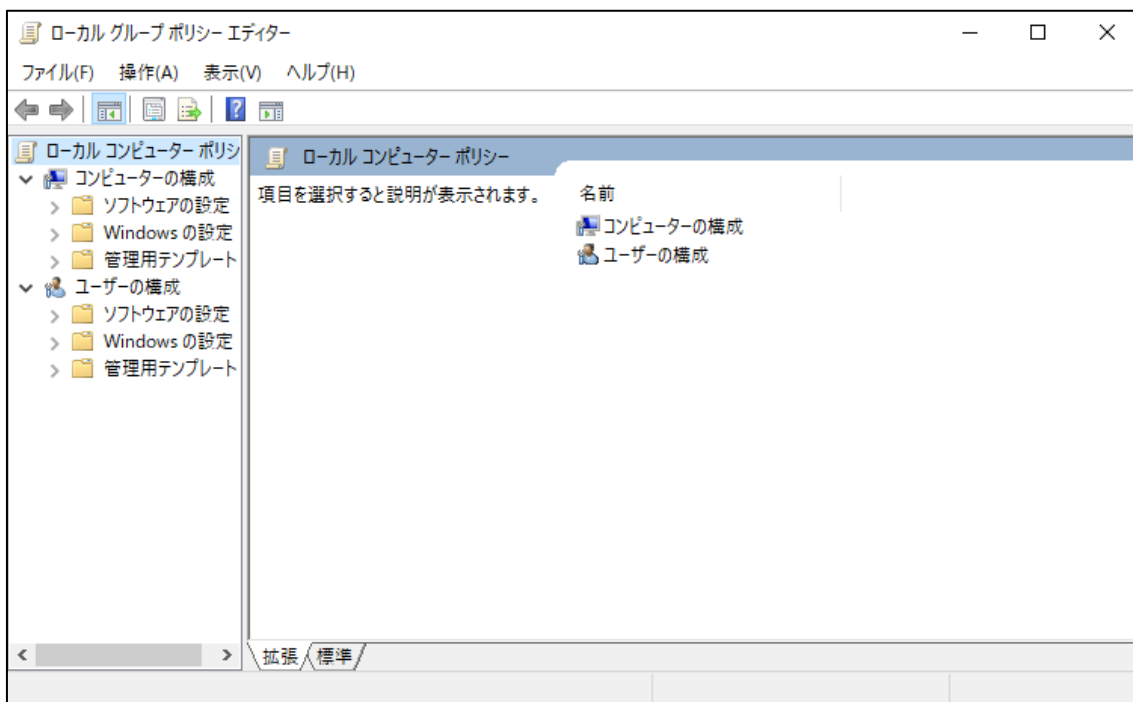 ローカル グループ ポリシー エディター
ファイル(F) 操作(A) 表示(V) ヘルプ(H)
ローカル コンピューター ポリシ
コンピューターの構成
ソフトウェアの設定
Windows の設定
管理用テンプレート
ユーザーの構成
ソフトウェアの設定
Windows の設定
管理用テンプレート
ローカル コンピューター ポリシー
項目を選択すると説明が表示されます。
名前
コンピューターの構成
ユーザーの構成
拡張 標準